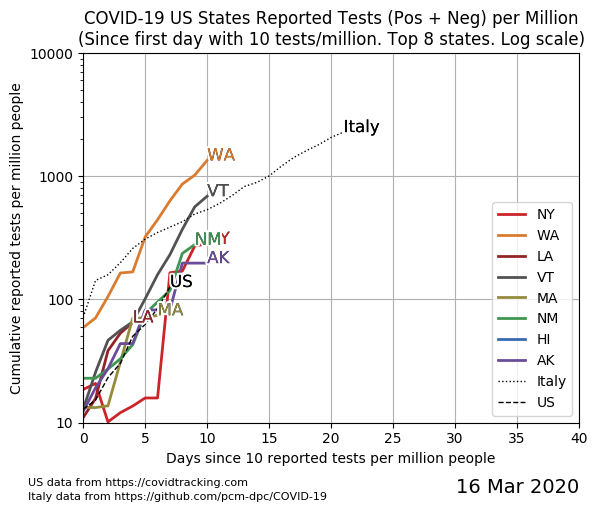 COVID-19 US States Reported Tests (Pos + Neg) per Million
(Since first day with 10 tests/million. Top 8 states. Log scale)
Cumulative reported tests per million people
10000
1000
100
10
Italy
WA
VT
NMY
AK
US
LA
MA
NY
WA
LA
VT
MA
NM
HI
AK
Italy
US
0 5 10 15 20 25 30 35 40
Days since 10 reported tests per million people
US data from https://covidtracking.com
Italy data from https://github.com/pcm-dpc/COVID-19
16 Mar 2020